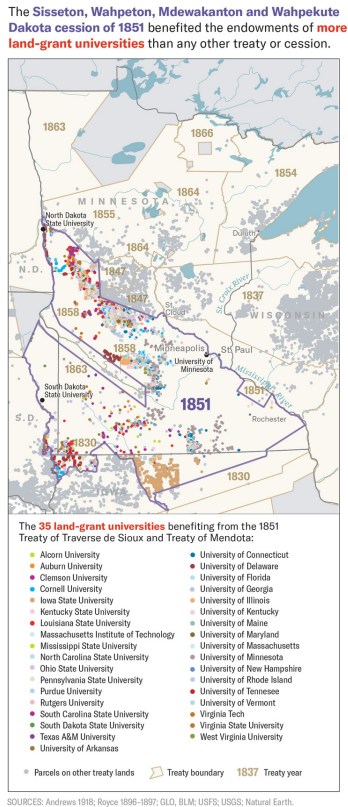 The Sisseton, Wahpeton, Mdewakanton and Wahpekute
Dakota cession of 1851 benefited the endowments of more
land-grant universities than any other treaty or cession.
1863
1866
1854
1864
MINNESOTA
1855
North Dakota
State University
Duluth
1864
N.D.
1847
1847
St. Croix River
1837
WISCONSIN
St.
Cloud
1858
1858
Minneapolis
St. Paul
University of
Minnesota
1863
Mississippi River
South Dakota
State University
1851
1851
Rochester
S.D.
1830
1830
IOWA
The 35 land-grant universities benefiting from the 1851
Treaty of Traverse de Sioux and Treaty of Mendota:
Alcorn University
Auburn University
Clemson University
Cornell University
Iowa State University
Kentucky State University
Louisiana State University
Massachusetts Institute of Technology
Mississippi State University
North Carolina State University
Ohio State University
Pennsylvania State University
Purdue University
Rutgers University
South Carolina State University
South Dakota State University
Texas A&M University
University of Arkansas
University of Connecticut
University of Delaware
University of Florida
University of Georgia
University of Illinois
University of Kentucky
University of Maine
University of Maryland
University of Massachusetts
University of Minnesota
University of New Hampshire
University of Rhode Island
University of Tennessee
University of Vermont
Virginia Tech
Virginia State University
West Virginia University
Parcels on other treaty lands
Treaty boundary
1837 Treaty year
SOURCES: Andrews 1918; Royce 1896-1897; GLO, BLM; USFS; USGS; Natural Earth.